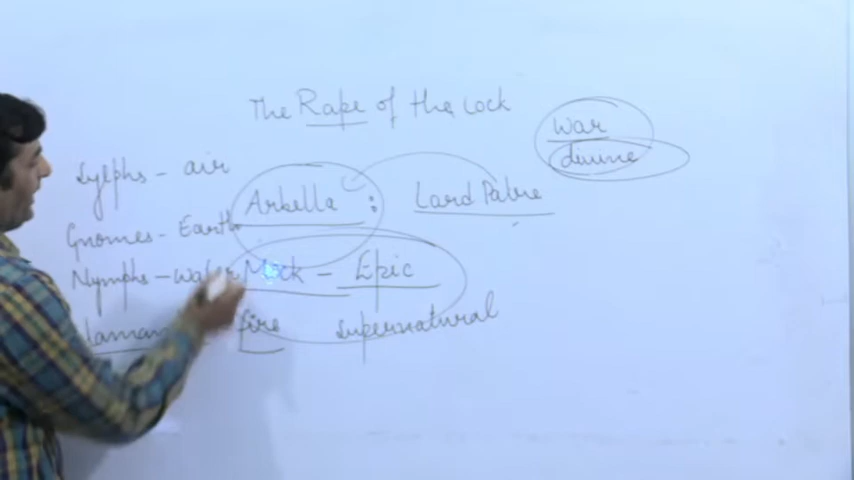 The Rape of the Lock
War
divine
Sylphs - air
Arbella : Lord Patre
Gnomes - Earth
Nymphs - water Mock - Epic
fire supernatural